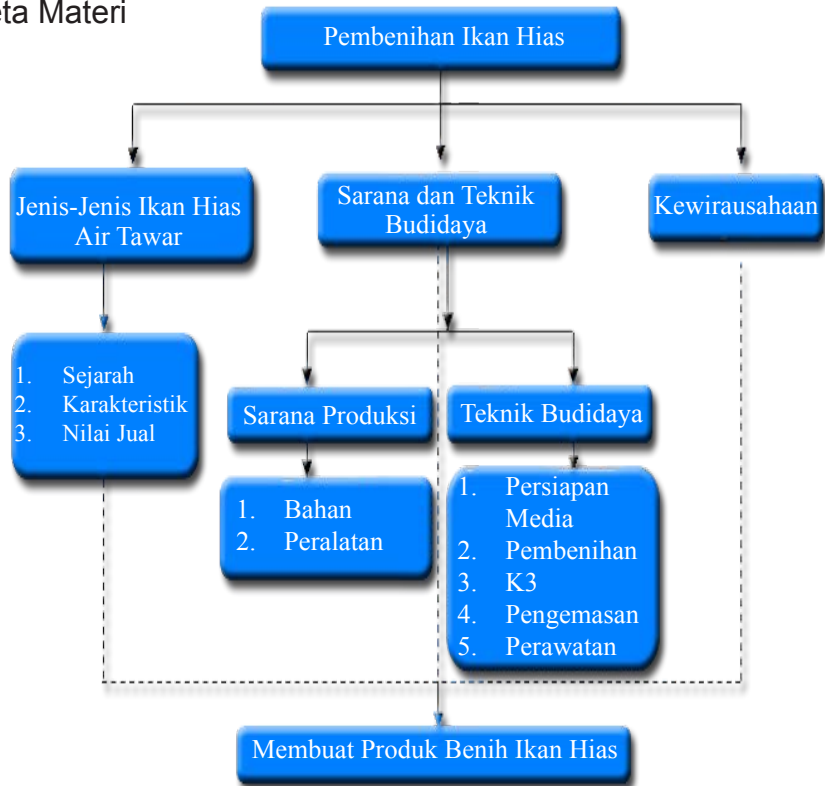 eta Materi
Pembenihan Ikan Hias
Jenis-Jenis Ikan Hias
Air Tawar
Sarana dan Teknik
Budidaya
Kewirausahaan
1. Sejarah
2. Karakteristik
3. Nilai Jual
Sarana Produksi
Teknik Budidaya
1. Bahan
2. Peralatan
1. Persiapan
Media
2. Pembenihan
3. K3
4. Pengemasan
5. Perawatan
Membuat Produk Benih Ikan Hias